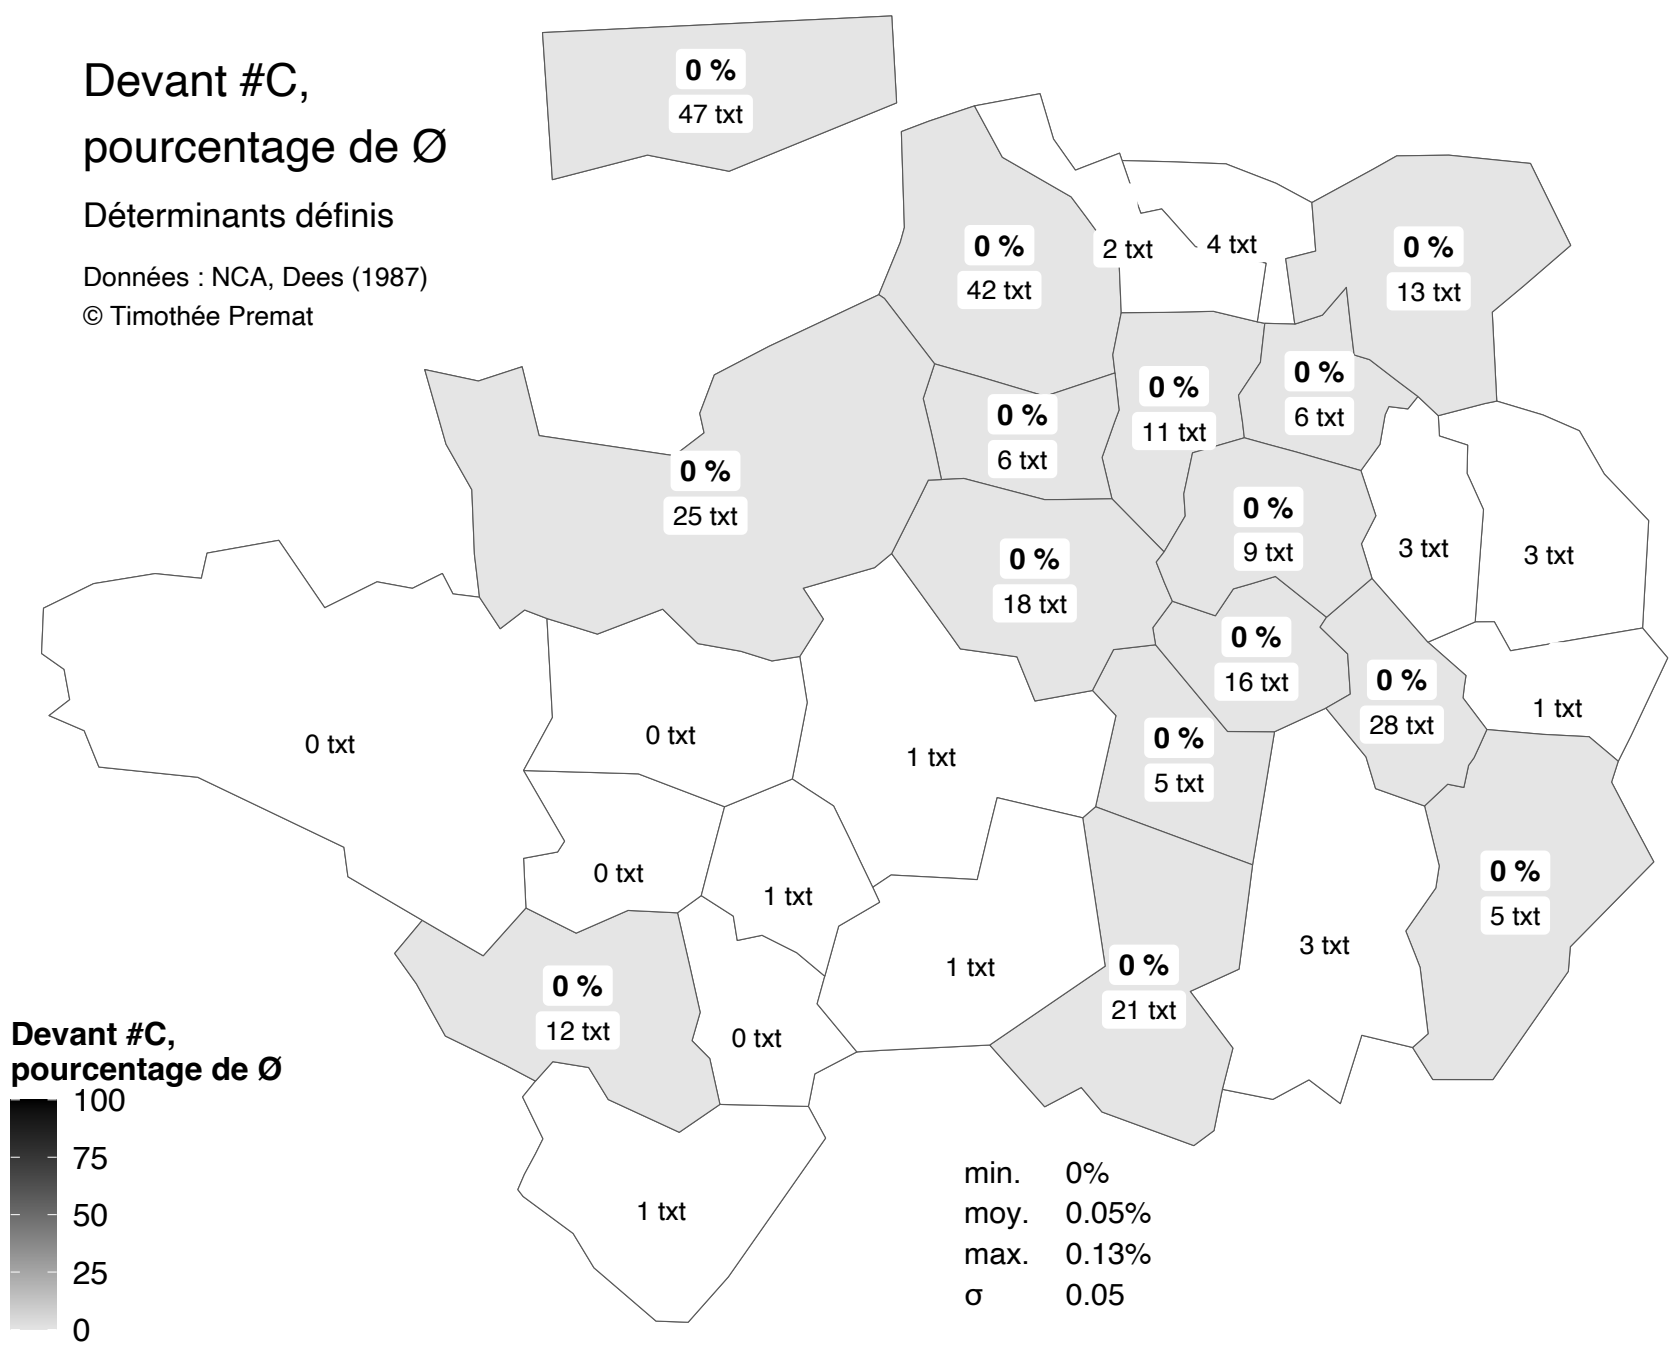 Devant #C,
pourcentage de Ø
Déterminants définis
Données : NCA, Dees (1987)
© Timothée Premat
0 %
47 txt
0 %
42 txt
2 txt
4 txt
0 %
13 txt
0 %
25 txt
0 %
6 txt
0 %
11 txt
0 %
6 txt
0 %
9 txt
3 txt
3 txt
0 %
18 txt
0 %
16 txt
0 %
28 txt
1 txt
0 txt
0 txt
1 txt
0 %
5 txt
0 txt
1 txt
0 %
5 txt
0 %
12 txt
0 txt
1 txt
0 %
21 txt
3 txt
1 txt
Devant #C,
pourcentage de Ø
100
75
50
25
0
min. 0%
moy. 0.05%
max. 0.13%
σ 0.05